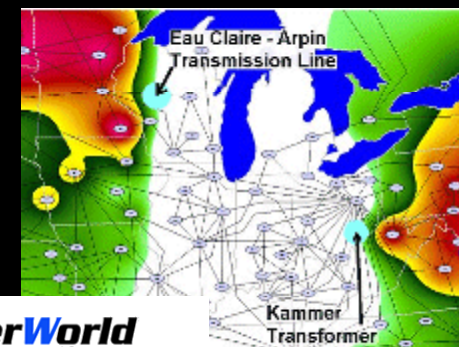 Eau Claire - Arpin
Transmission Line
Kammer
Transformer
erWorld